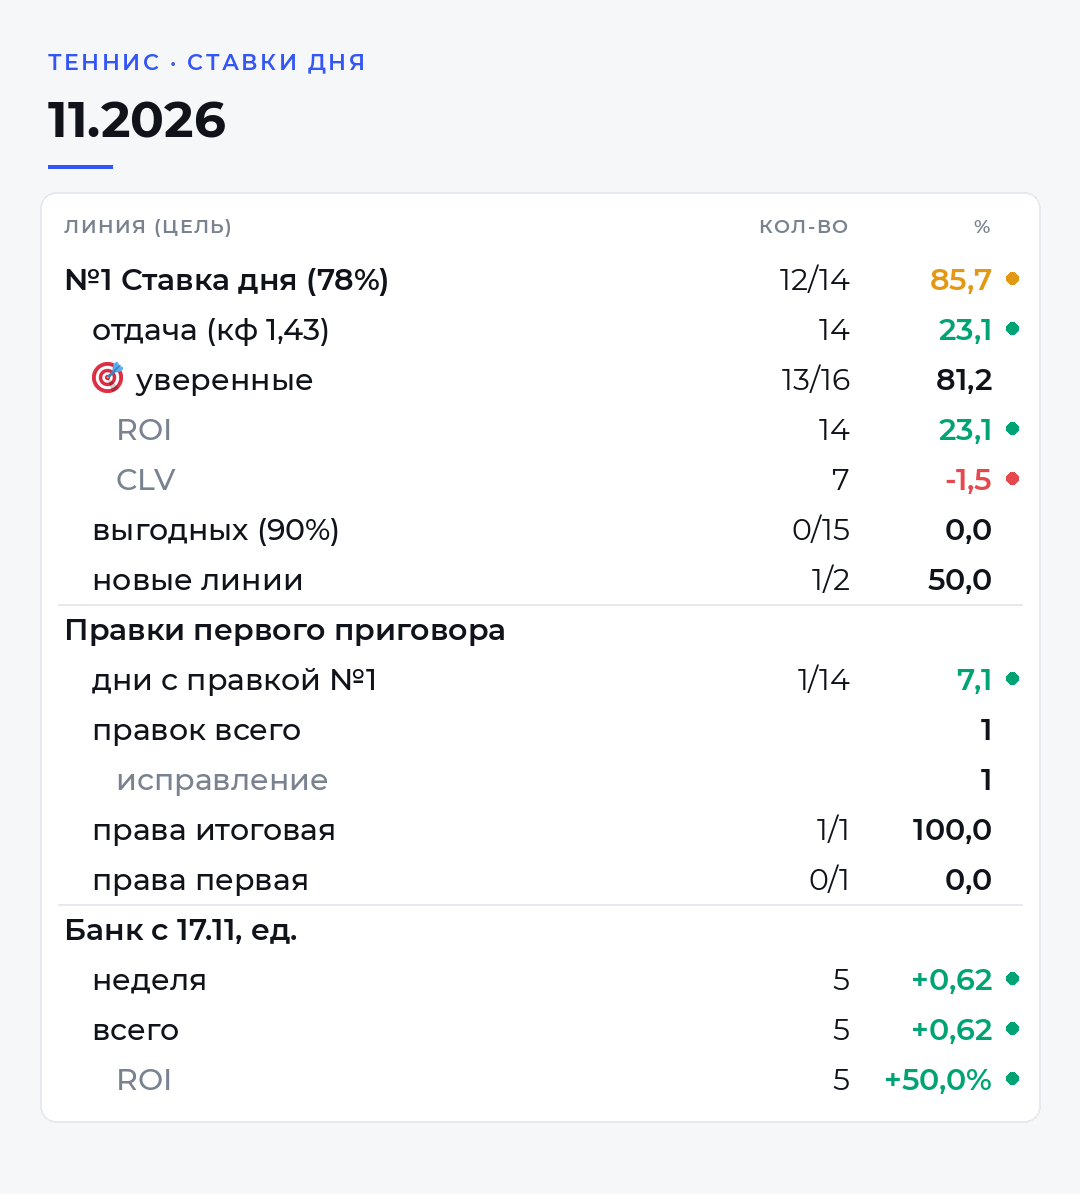 ТЕННИС · СТАВКИ ДНЯ
11.2026
ЛИНИЯ (ЦЕЛЬ) КОЛ-ВО %
№1 Ставка дня (78%) 12/14 85,7
отдача (кф 1,43) 14 23,1
уверенные 13/16 81,2
ROI 14 23,1
CLV 7 -1,5
выгодных (90%) 0/15 0,0
новые линии 1/2 50,0
Правки первого приговора
дни с правкой №1 1/14 7,1
правок всего 1
исправление 1
права итоговая 1/1 100,0
права первая 0/1 0,0
Банк с 17.11, ед.
неделя 5 +0,62
всего 5 +0,62
ROI 5 +50,0%